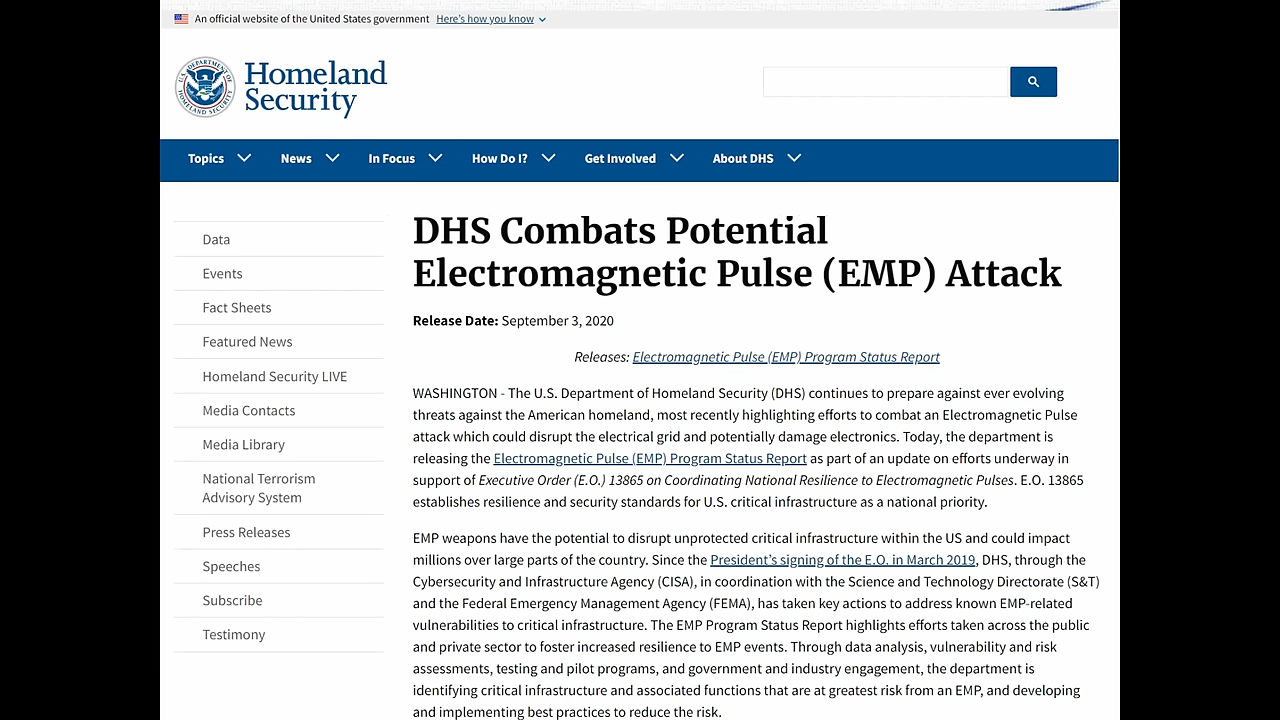 An official website of the United States government Here's how you know
U.S. DEPARTMENT OF HOMELAND SECURITY
Homeland
Security
Topics News In Focus How Do I? Get Involved About DHS
Data
Events
Fact Sheets
Featured News
Homeland Security LIVE
Media Contacts
Media Library
National Terrorism
Advisory System
Press Releases
Speeches
Subscribe
Testimony
DHS Combats Potential
Electromagnetic Pulse (EMP) Attack
Release Date: September 3, 2020
Releases: Electromagnetic Pulse (EMP) Program Status Report
WASHINGTON - The U.S. Department of Homeland Security (DHS) continues to prepare against ever evolving
threats against the American homeland, most recently highlighting efforts to combat an Electromagnetic Pulse
attack which could disrupt the electrical grid and potentially damage electronics. Today, the department is
releasing the Electromagnetic Pulse (EMP) Program Status Report as part of an update on efforts underway in
support of Executive Order (E.O.) 13865 on Coordinating National Resilience to Electromagnetic Pulses. E.O. 13865
establishes resilience and security standards for U.S. critical infrastructure as a national priority.
EMP weapons have the potential to disrupt unprotected critical infrastructure within the US and could impact
millions over large parts of the country. Since the President's signing of the E.O. in March 2019, DHS, through the
Cybersecurity and Infrastructure Agency (CISA), in coordination with the Science and Technology Directorate (S&T)
and the Federal Emergency Management Agency (FEMA), has taken key actions to address known EMP-related
vulnerabilities to critical infrastructure. The EMP Program Status Report highlights efforts taken across the public
and private sector to foster increased resilience to EMP events. Through data analysis, vulnerability and risk
assessments, testing and pilot programs, and government and industry engagement, the department is
identifying critical infrastructure and associated functions that are at greatest risk from an EMP, and developing
and implementing best practices to reduce the risk.